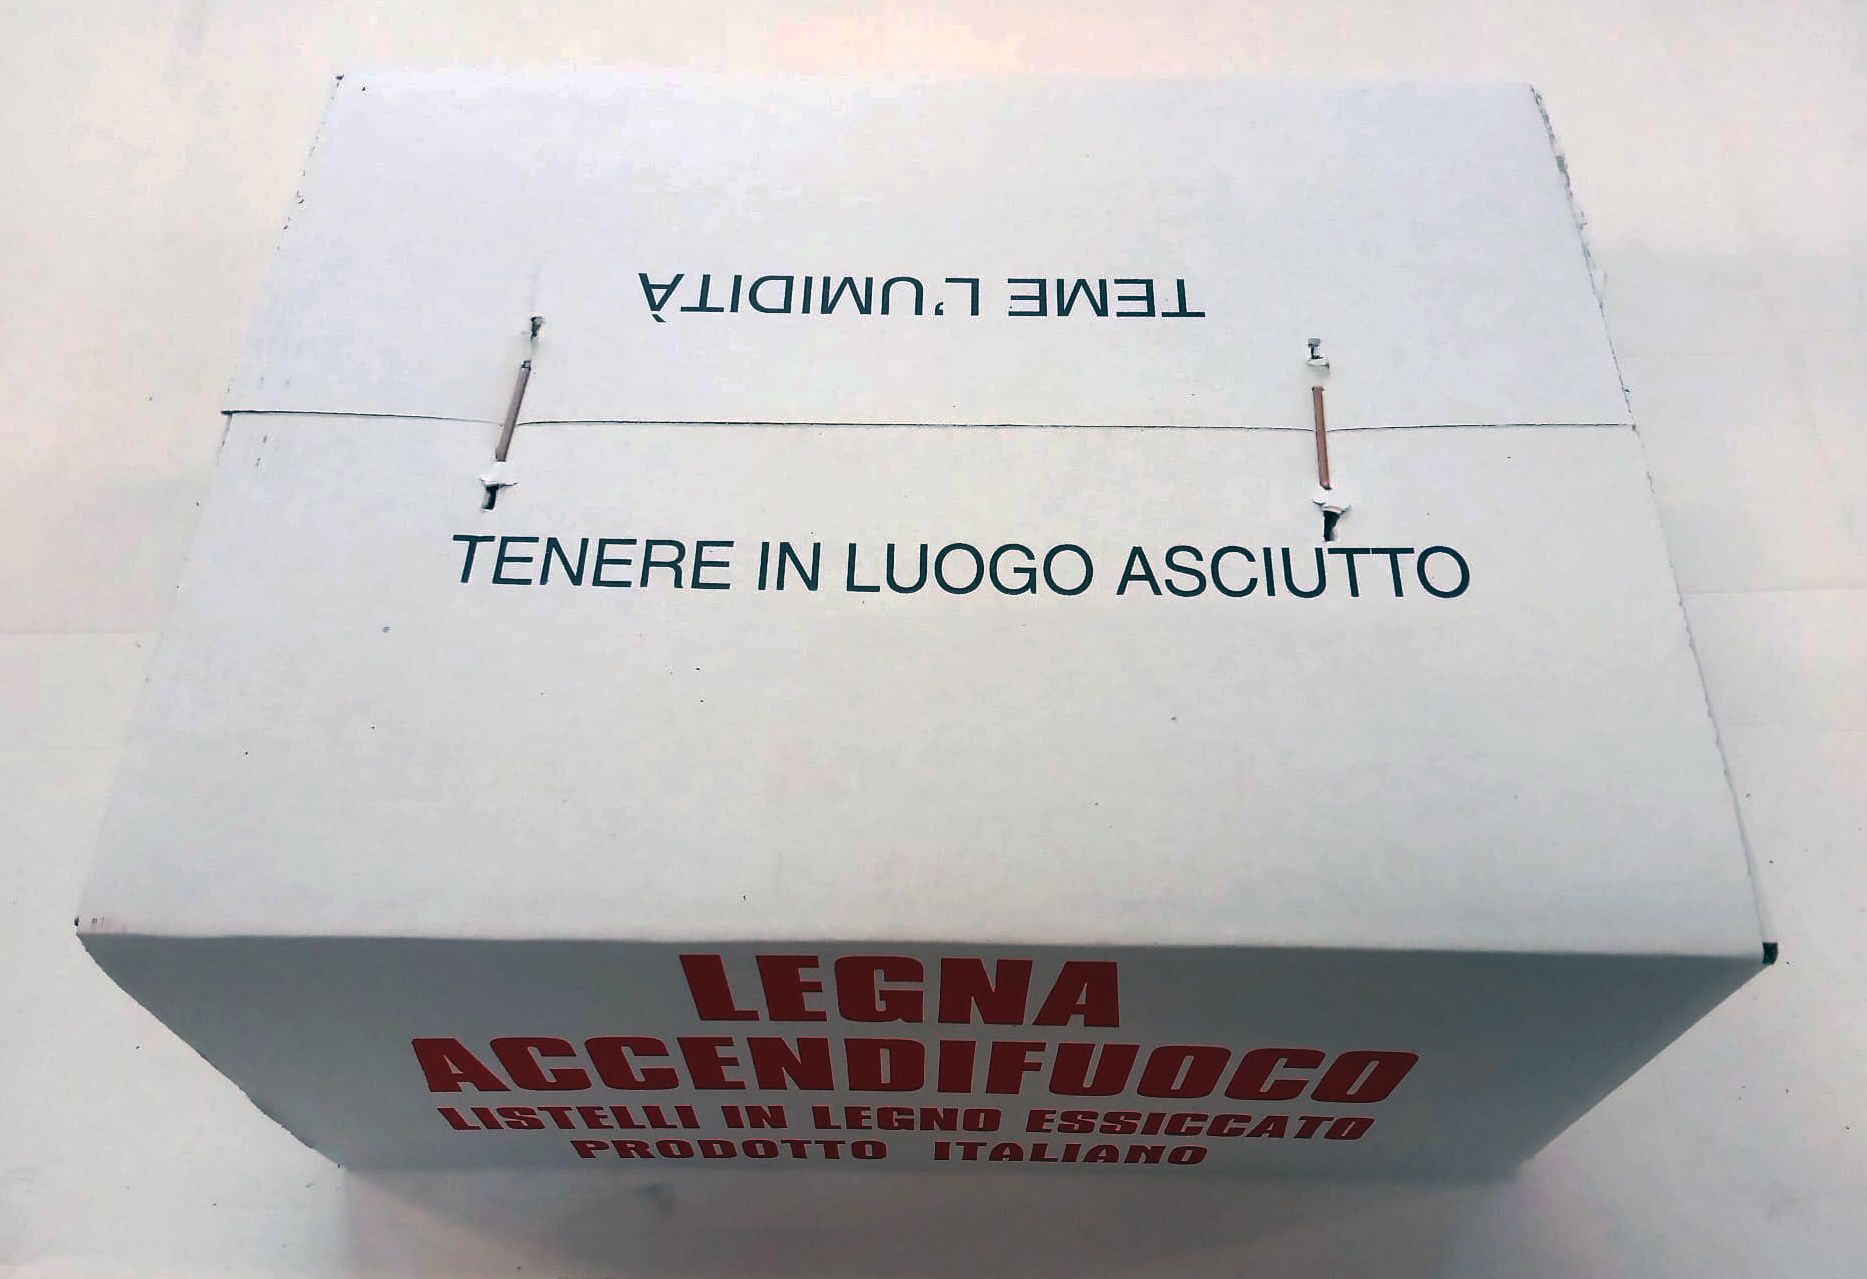 TEME L'UMIDITÀ
TENERE IN LUOGO ASCIUTTO
LEGNA
ACCENDIFUOCO
LISTELLI IN LEGNO ESSICCATO
PRODOTTO ITALIANO